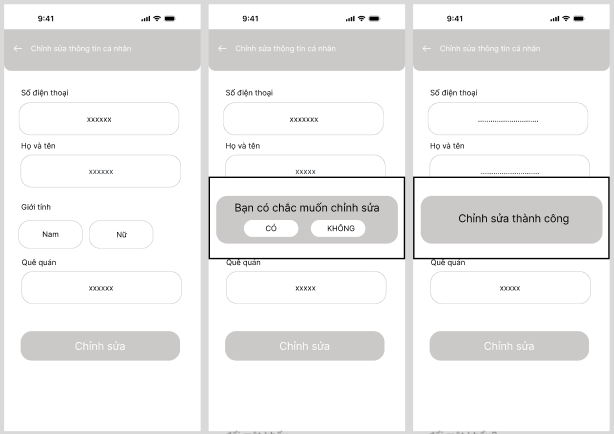 9:41
← Chỉnh sửa thông tin cá nhân
Số điện thoại
xxxxxx
Họ và tên
xxxxxx
Giới tính
Nam
Nữ
Quê quán
xxxxxx
Chỉnh sửa
9:41
← Chỉnh sửa thông tin cá nhân
Số điện thoại
xxxxxxx
Họ và tên
xxxxx
Bạn có chắc muốn chỉnh sửa
CÓ
KHÔNG
Quê quán
xxxxx
Chỉnh sửa
9:41
← Chỉnh sửa thông tin cá nhân
Số điện thoại
..............................
Họ và tên
..............................
Chỉnh sửa thành công
Quê quán
xxxxx
Chỉnh sửa